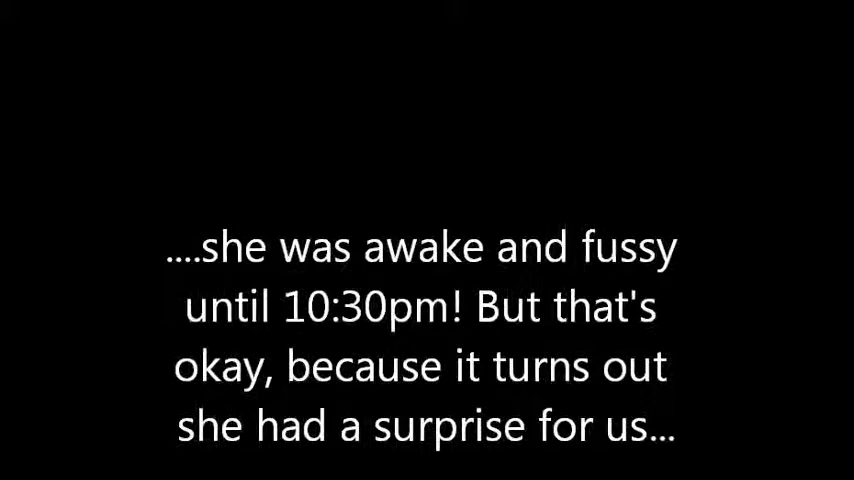 ....she was awake and fussy
until 10:30pm! But that's
okay, because it turns out
she had a surprise for us...